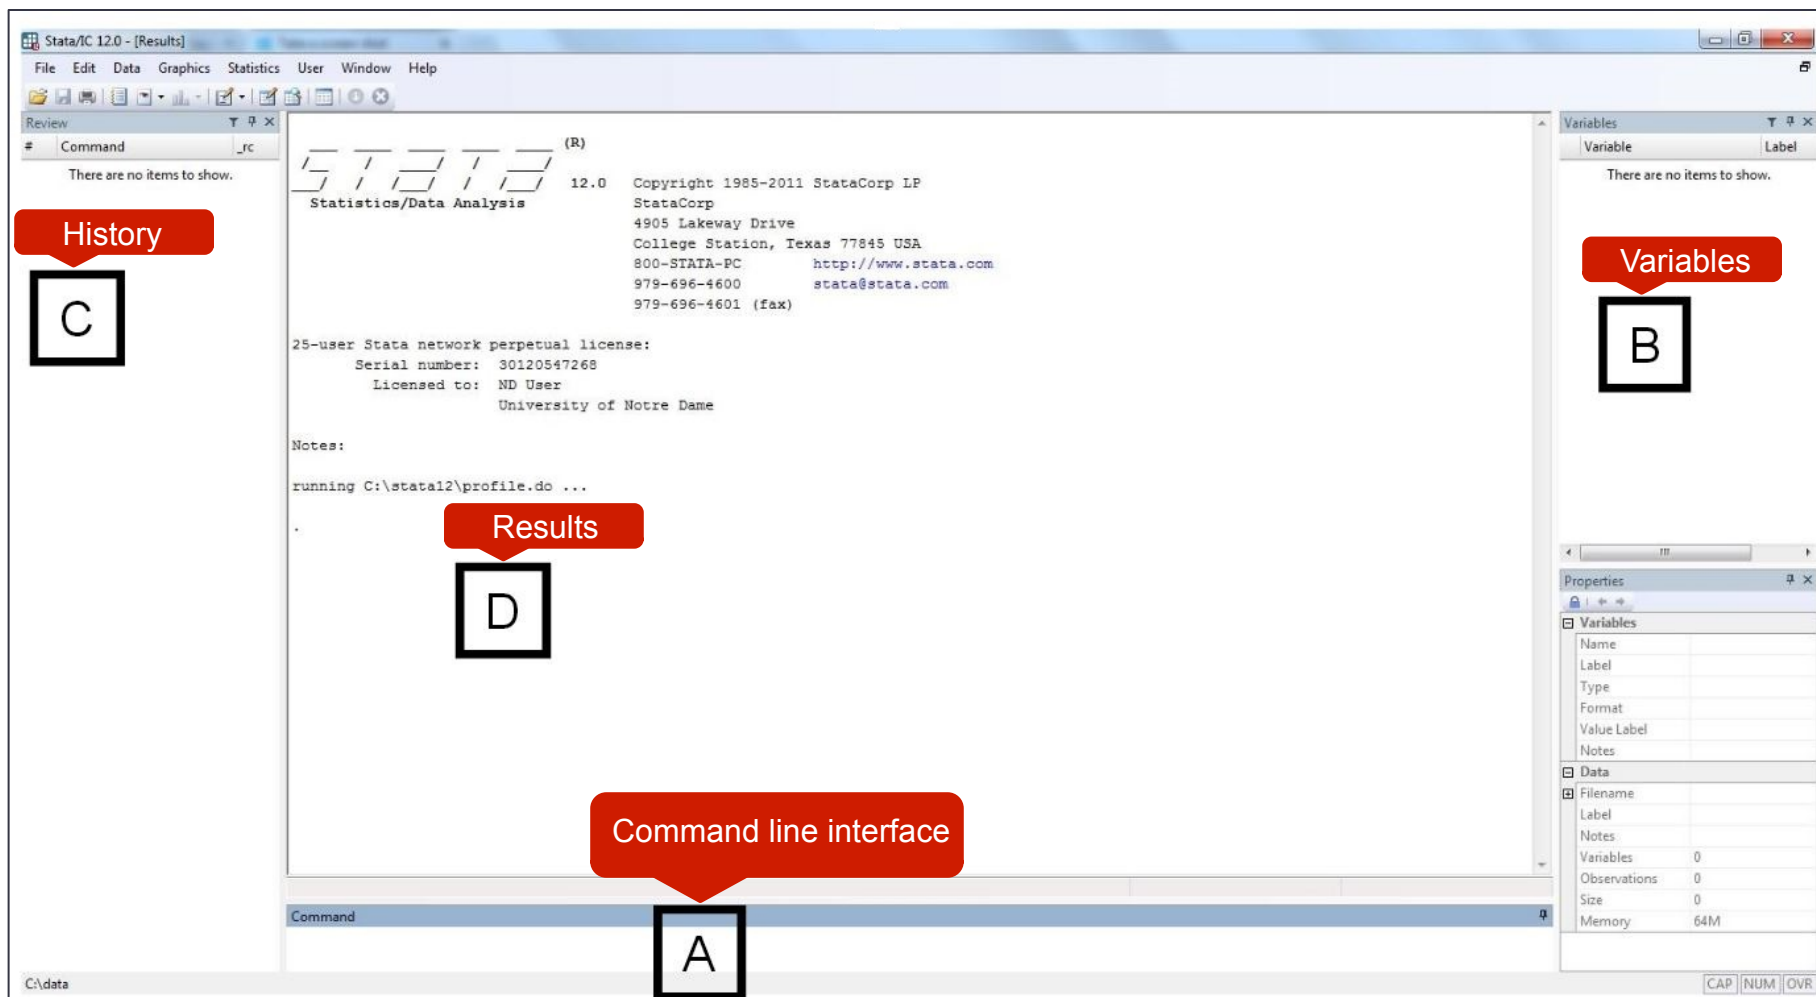 Stata/IC 12.0 - [Results]
File Edit Data Graphics Statistics User Window Help
Review
# Command _rc
There are no items to show.
History
C
(R)
STATA
12.0 Copyright 1985-2011 StataCorp LP
Statistics/Data Analysis StataCorp
4905 Lakeway Drive
College Station, Texas 77845 USA
800-STATA-PC http://www.stata.com
979-696-4600 stata@stata.com
979-696-4601 (fax)
25-user Stata network perpetual license:
Serial number: 30120547268
Licensed to: ND User
University of Notre Dame
Notes:
running C:\stata12\profile.do ...
.
Results
D
Command line interface
Command
A
Variables
Variable Label
There are no items to show.
Variables
B
Properties
Variables
Name
Label
Type
Format
Value Label
Notes
Data
Filename
Label
Notes
Variables 0
Observations 0
Size 0
Memory 64M
C:\data
CAP NUM OVR